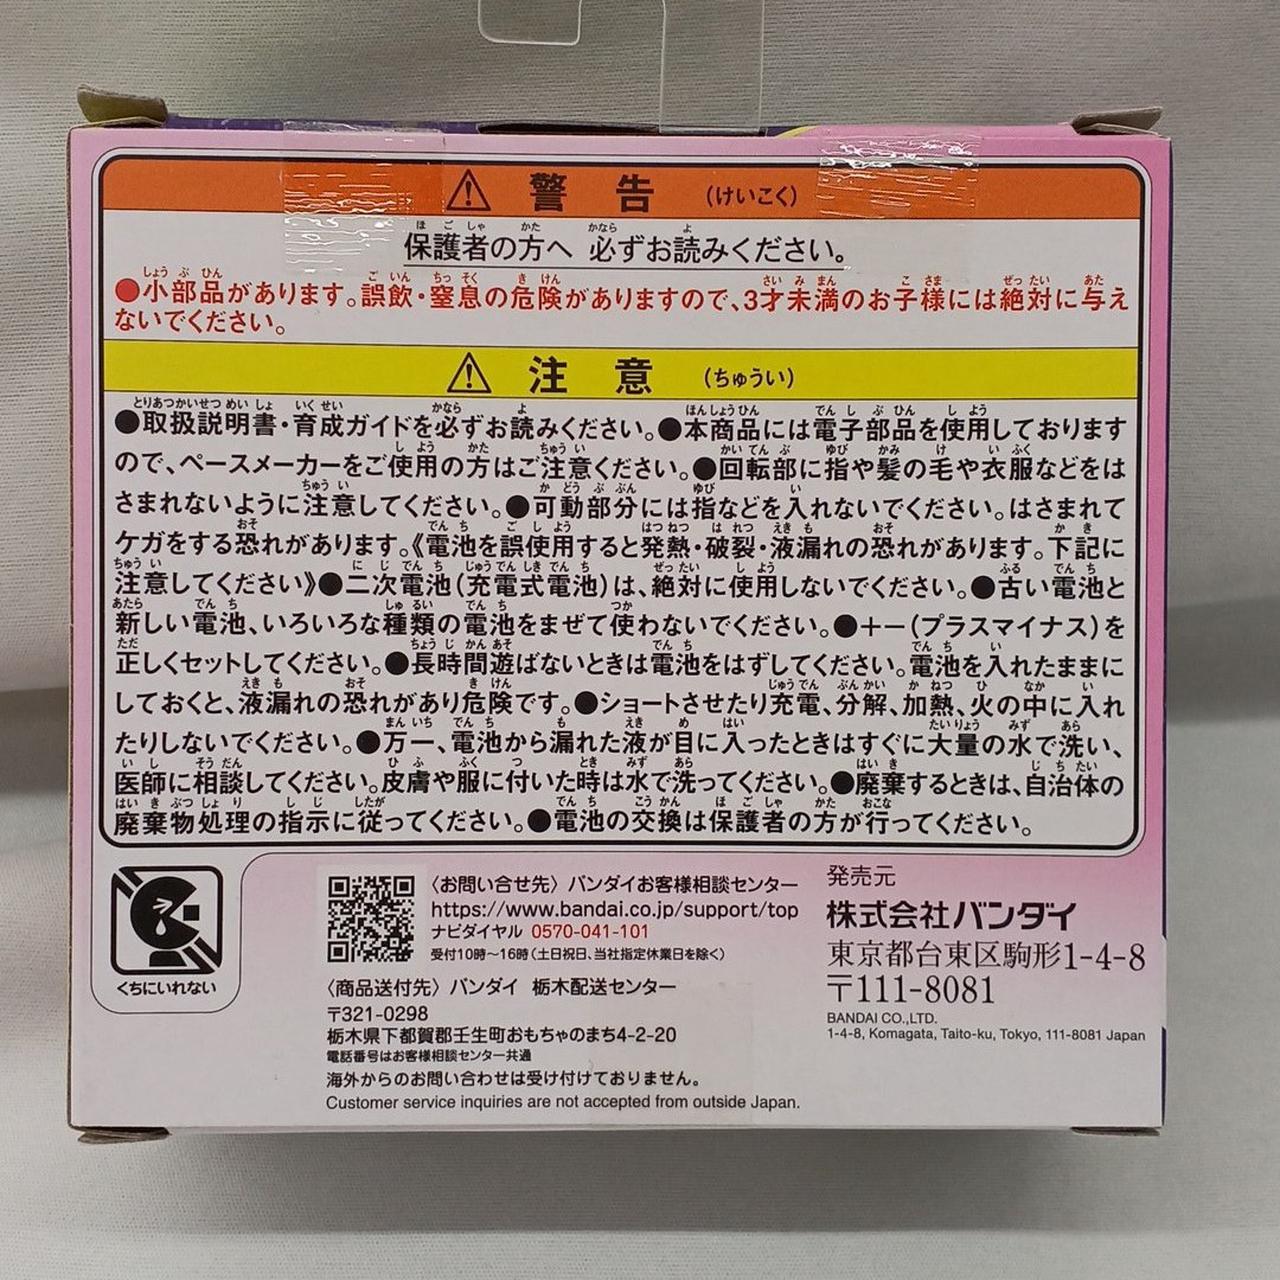 警告 (けいこく)
保護者の方へ 必ずお読みください。
●小部品があります。誤飲・窒息の危険がありますので、3才未満のお子様には絶対に与え
ないでください。
注意 (ちゅうい)
●取扱説明書・育成ガイドを必ずお読みください。●本商品には電子部品を使用しております
ので、ペースメーカーをご使用の方はご注意ください。●回転部に指や髪の毛や衣服などをは
さまれないように注意してください。●可動部分には指などを入れないでください。はさまれて
ケガをする恐れがあります。《電池を誤使用すると発熱・破裂・液漏れの恐れがあります。下記に
注意してください》●二次電池(充電式電池)は、絶対に使用しないでください。●古い電池と
新しい電池、いろいろな種類の電池をまぜて使わないでください。●+−(プラスマイナス)を
正しくセットしてください。●長時間遊ばないときは電池をはずしてください。電池を入れたままに
しておくと、液漏れの恐れがあり危険です。●ショートさせたり充電、分解、加熱、火の中に入れ
たりしないでください。●万一、電池から漏れた液が目に入ったときはすぐに大量の水で洗い、
医師に相談してください。皮膚や服に付いた時は水で洗ってください。●廃棄するときは、自治体の
廃棄物処理の指示に従ってください。●電池の交換は保護者の方が行ってください。
くちにいれない
〈お問い合せ先〉バンダイお客様相談センター
https://www.bandai.co.jp/support/top
ナビダイヤル 0570-041-101
受付10時〜16時(土日祝日、当社指定休業日を除く)
〈商品送付先〉バンダイ 栃木配送センター
〒321-0298
栃木県下都賀郡壬生町おもちゃのまち4-2-20
電話番号はお客様相談センター共通
海外からのお問い合わせは受け付けておりません。
Customer service inquiries are not accepted from outside Japan.
発売元
株式会社バンダイ
東京都台東区駒形1-4-8
〒111-8081
BANDAI CO.,LTD.
1-4-8, Komagata, Taito-ku, Tokyo, 111-8081 Japan